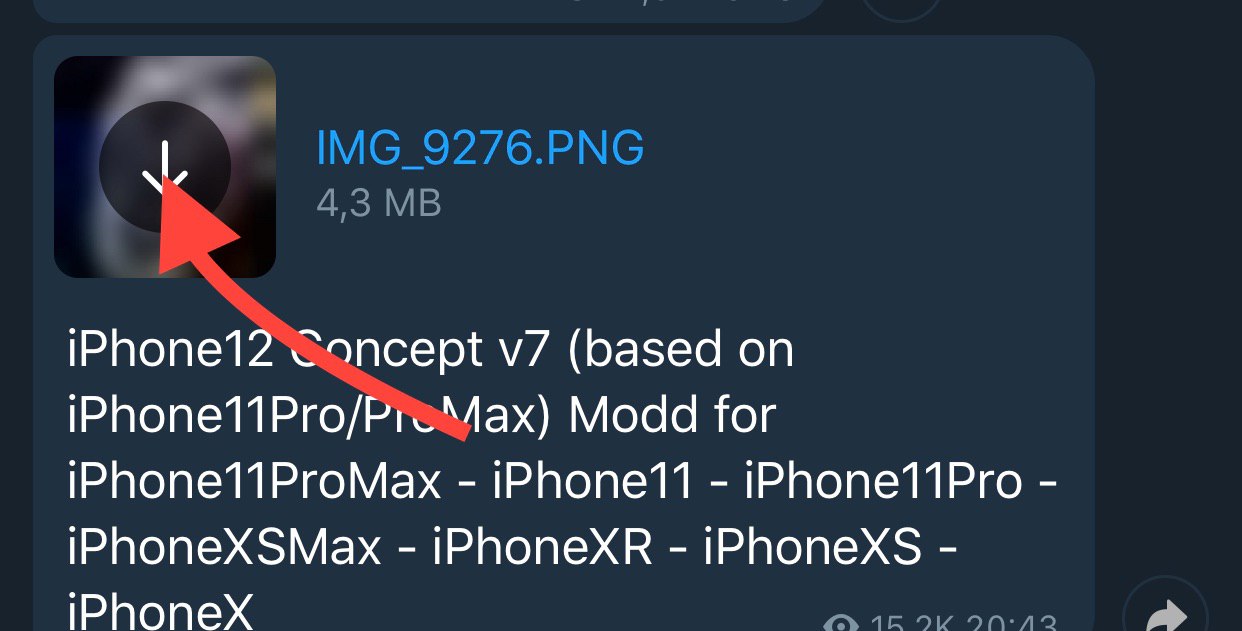 IMG_9276.PNG
4,3 MB
iPhone12 Concept v7 (based on
iPhone11Pro/ProMax) Modd for
iPhone11ProMax - iPhone11 - iPhone11Pro -
iPhoneXSMax - iPhoneXR - iPhoneXS -
iPhoneX
15.2K 20:43